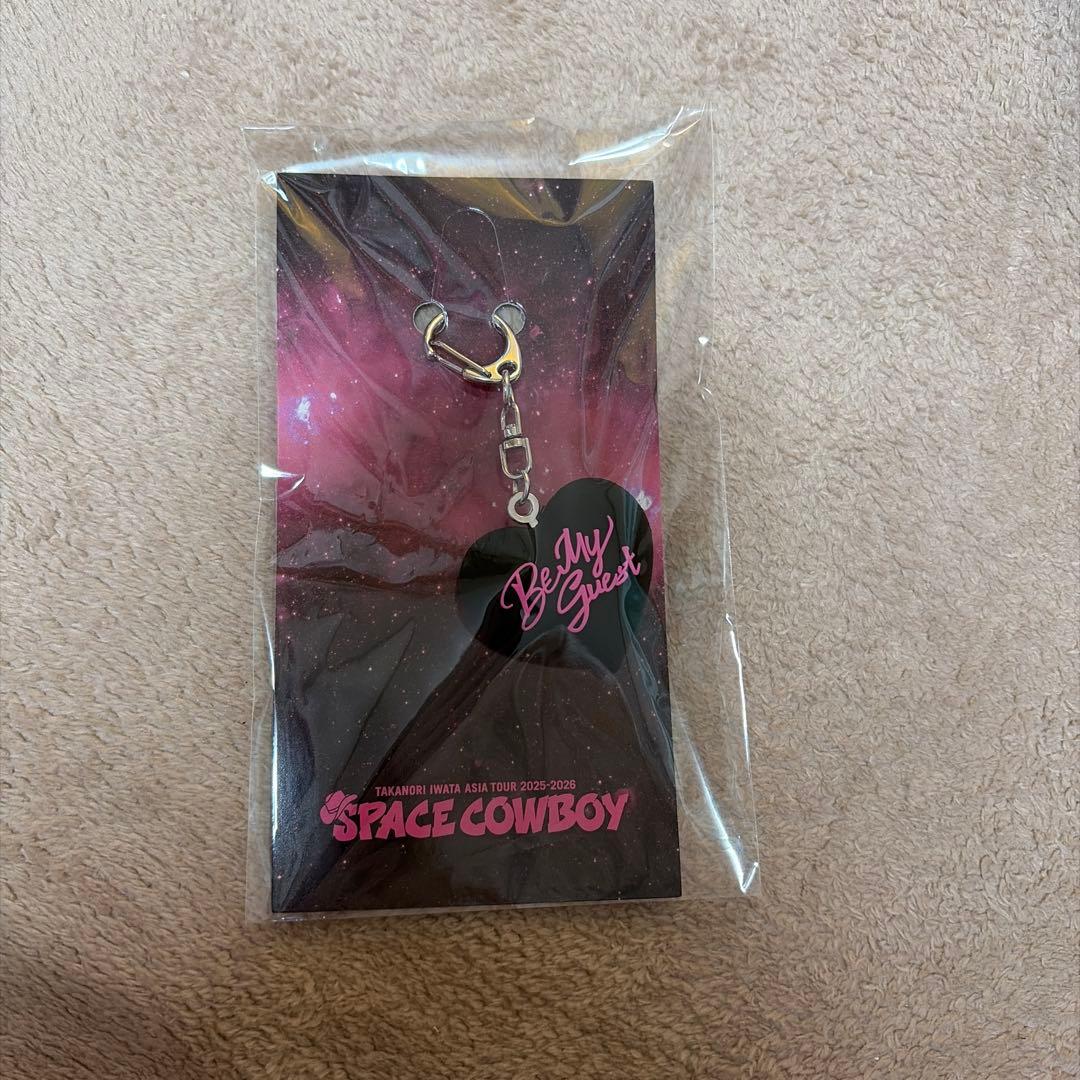 Be My
Guest
TAKANORI IWATA ASIA TOUR 2025-2026
SPACE COWBOY